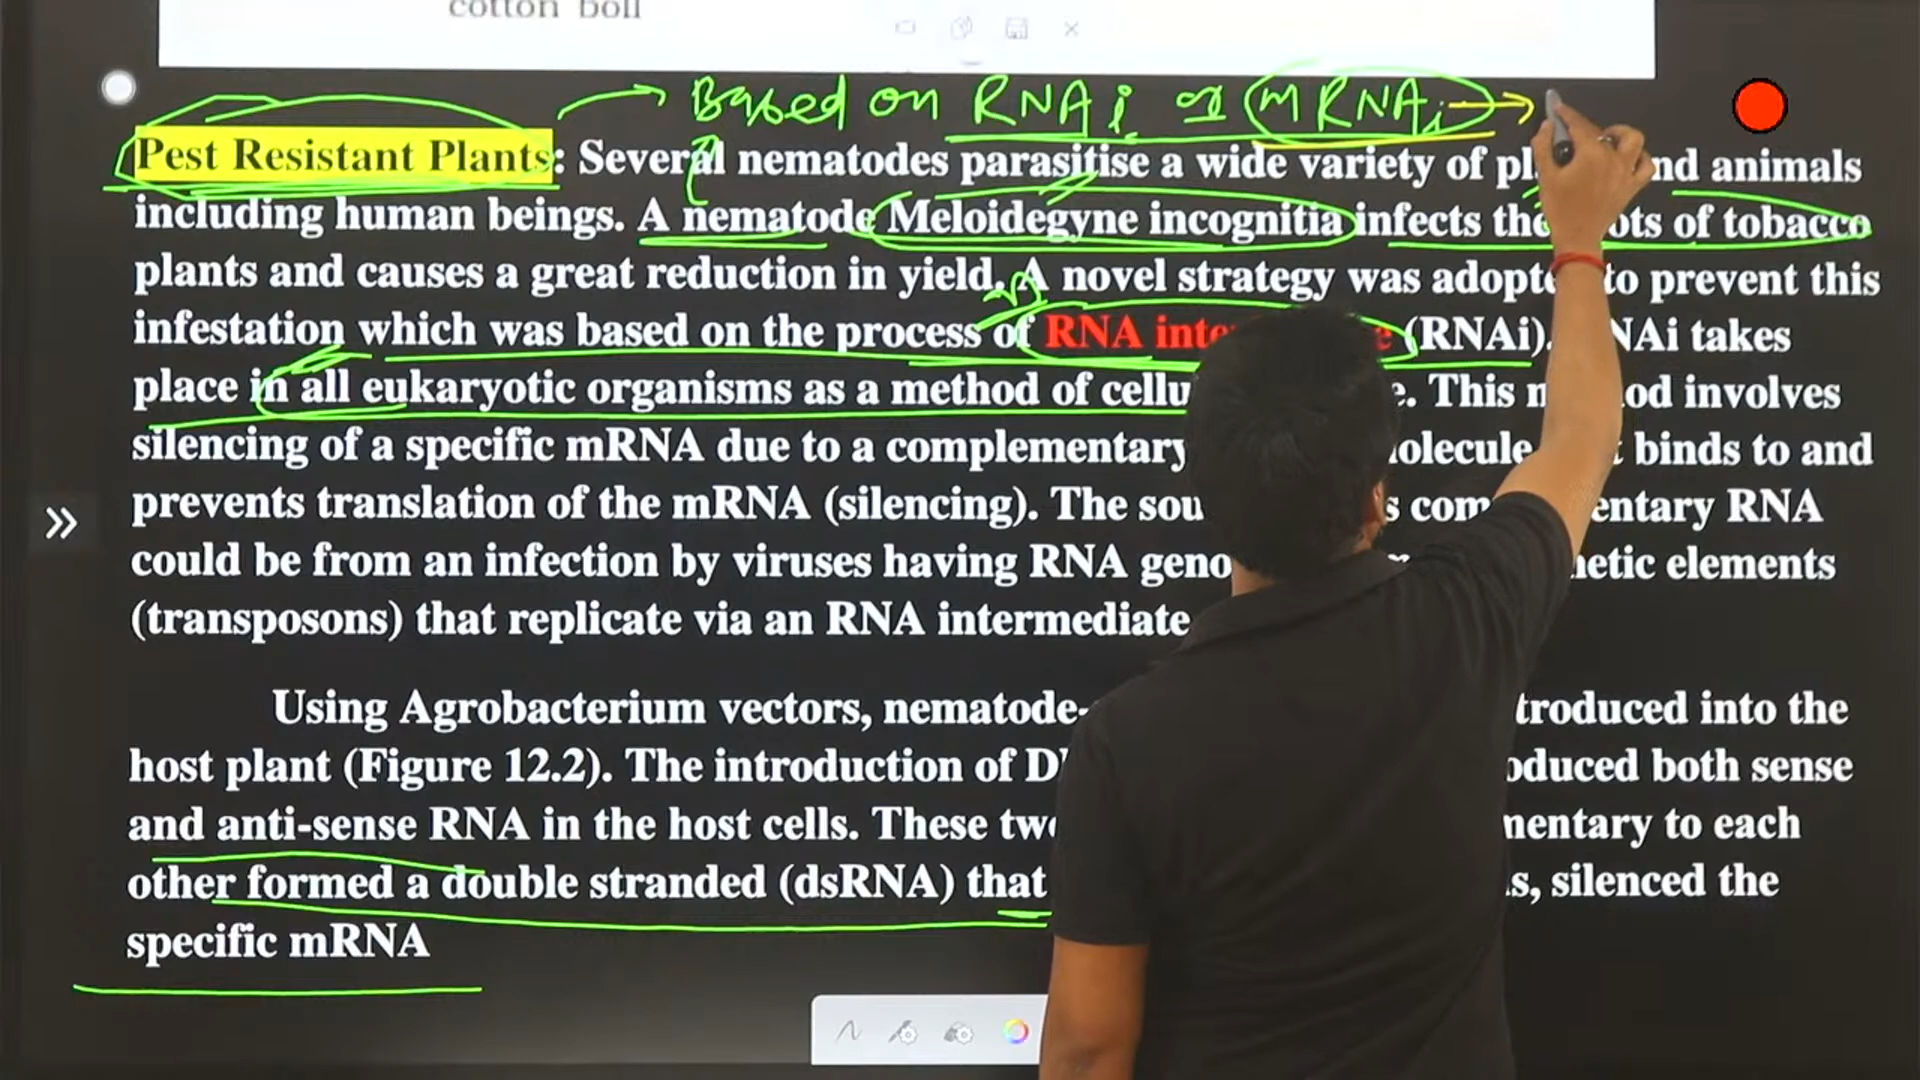 cotton boll
Based on RNAi or mRNAi →
Pest Resistant Plants: Several nematodes parasitise a wide variety of nd animals
including human beings. A nematode Meloidegyne incognitia infects the ots of tobacco
plants and causes a great reduction in yield. A novel strategy was adopte to prevent this
infestation which was based on the process of RNA (RNAi). NAi takes
place in all eukaryotic organisms as a method of cellu e. This od involves
silencing of a specific mRNA due to a complementary olecule t binds to and
prevents translation of the mRNA (silencing). The sou s com entary RNA
could be from an infection by viruses having RNA geno netic elements
(transposons) that replicate via an RNA intermediate
Using Agrobacterium vectors, nematode- troduced into the
host plant (Figure 12.2). The introduction of D oduced both sense
and anti-sense RNA in the host cells. These tw mentary to each
other formed a double stranded (dsRNA) that s, silenced the
specific mRNA